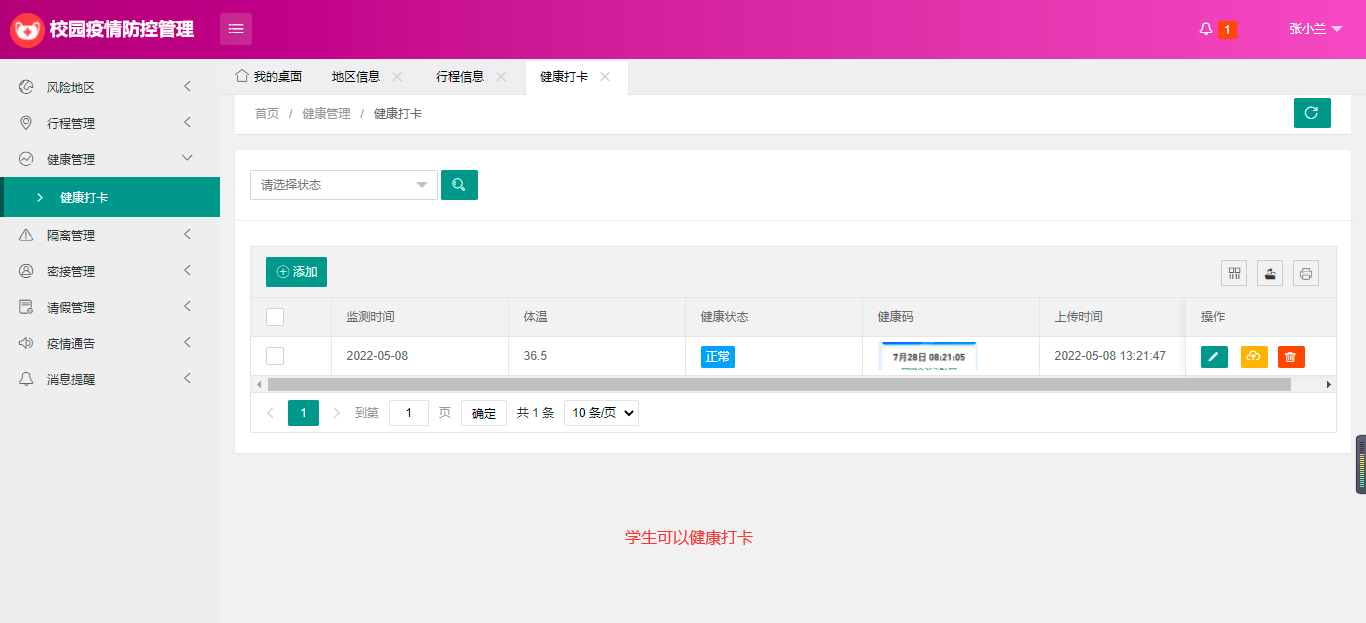 校园疫情防控管理
1
张小兰
风险地区
行程管理
健康管理
健康打卡
隔离管理
密接管理
请假管理
疫情通告
消息提醒
我的桌面 地区信息 行程信息 健康打卡
首页 / 健康管理 / 健康打卡
请选择状态
添加
监测时间 体温 健康状态 健康码 上传时间 操作
2022-05-08 36.5 正常 7月28日 08:21:05 2022-05-08 13:21:47
1 到第 1 页 确定 共 1 条 10 条/页
学生可以健康打卡